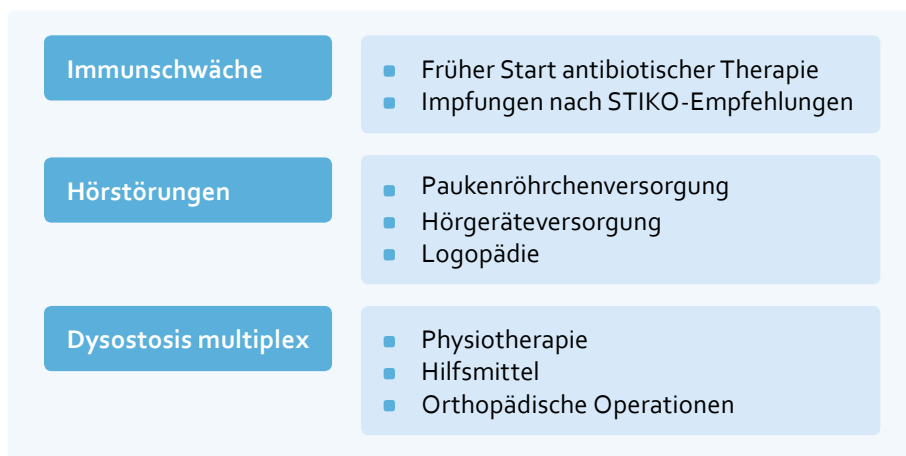 Immunschwäche
Früher Start antibiotischer Therapie
Impfungen nach STIKO-Empfehlungen
Hörstörungen
Paukenröhrchenversorgung
Hörgeräteversorgung
Logopädie
Dysostosis multiplex
Physiotherapie
Hilfsmittel
Orthopädische Operationen